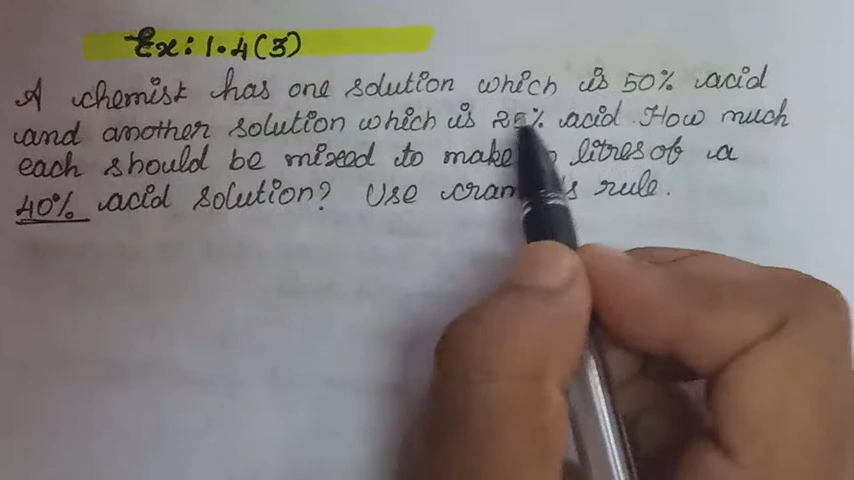 Ex: 1.4(3)
A chemist has one solution which is 50% acid
and another solution which is 25% acid. How much
each should be mixed to make litres of a
40% acid solution? Use rule.